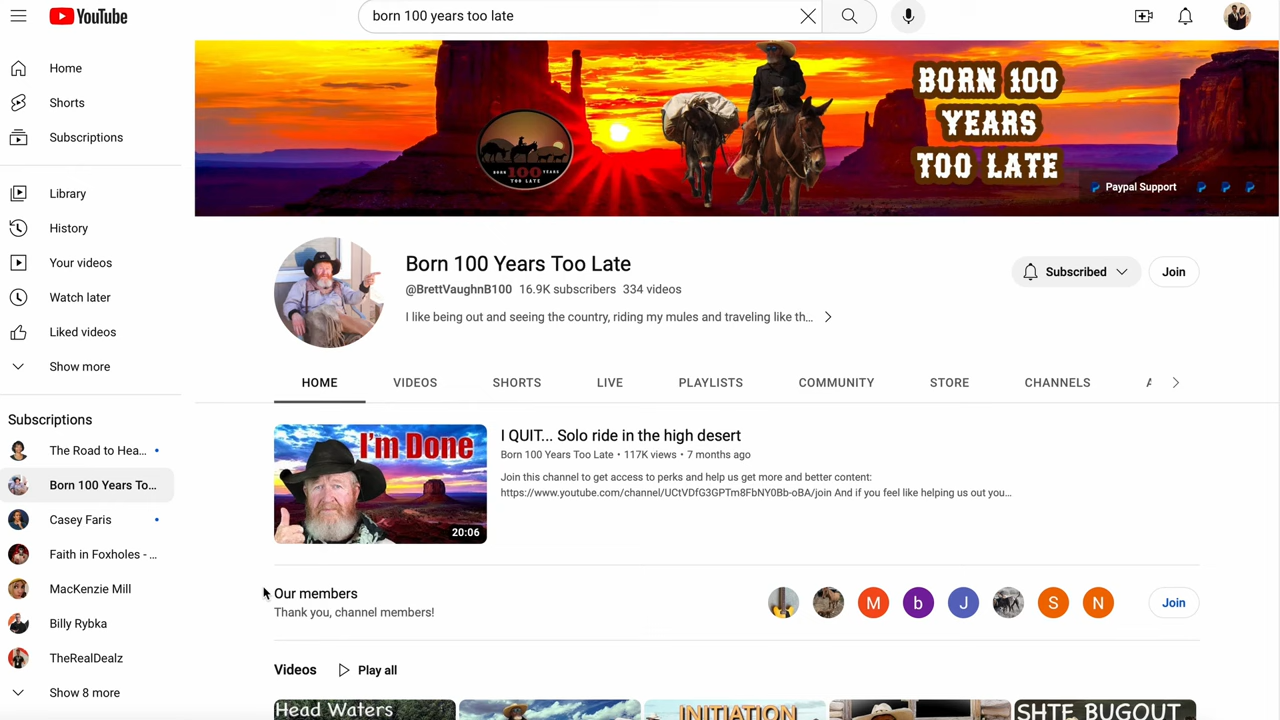 YouTube
born 100 years too late
Home
Shorts
Subscriptions
Library
History
Your videos
Watch later
Liked videos
Show more
Subscriptions
The Road to Hea...
Born 100 Years To...
Casey Faris
Faith in Foxholes - ...
MacKenzie Mill
Billy Rybka
TheRealDealz
Show 8 more
BORN 100 YEARS
TOO LATE
BORN 100
YEARS
TOO LATE
Paypal Support
Born 100 Years Too Late
@BrettVaughnB100 16.9K subscribers 334 videos
I like being out and seeing the country, riding my mules and traveling like th...
Subscribed
Join
HOME VIDEOS SHORTS LIVE PLAYLISTS COMMUNITY STORE CHANNELS
I'm Done
20:06
I QUIT... Solo ride in the high desert
Born 100 Years Too Late • 117K views • 7 months ago
Join this channel to get access to perks and help us get more and better content:
https://www.youtube.com/channel/UCtVDfG3GPTm8FbNY0Bb-oBA/join And if you feel like helping us out you...
Our members
Thank you, channel members!
M b J S N
Join
Videos Play all
Head Waters
INITIATION
SHTF BUGOUT